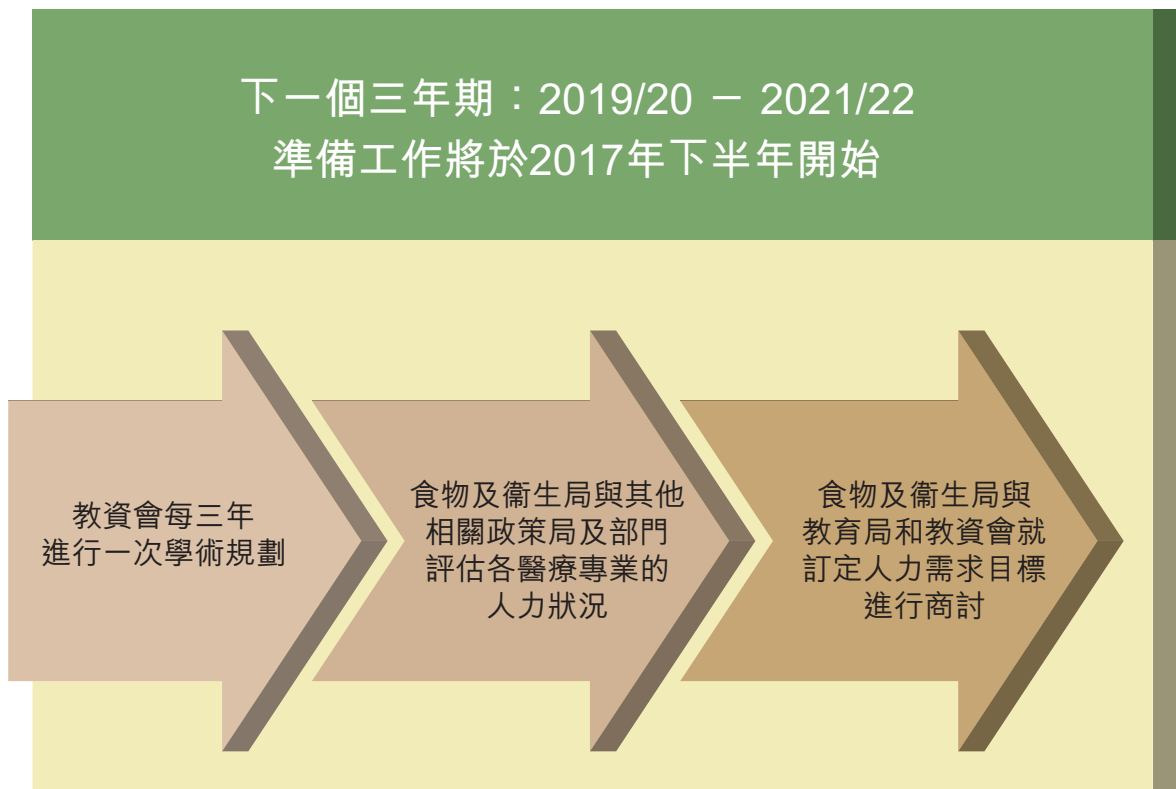 下一個三年期：2019/20 － 2021/22
準備工作將於2017年下半年開始
教資會每三年
進行一次學術規劃
食物及衞生局與其他
相關政策局及部門
評估各醫療專業的
人力狀況
食物及衞生局與
教育局和教資會就
訂定人力需求目標
進行商討